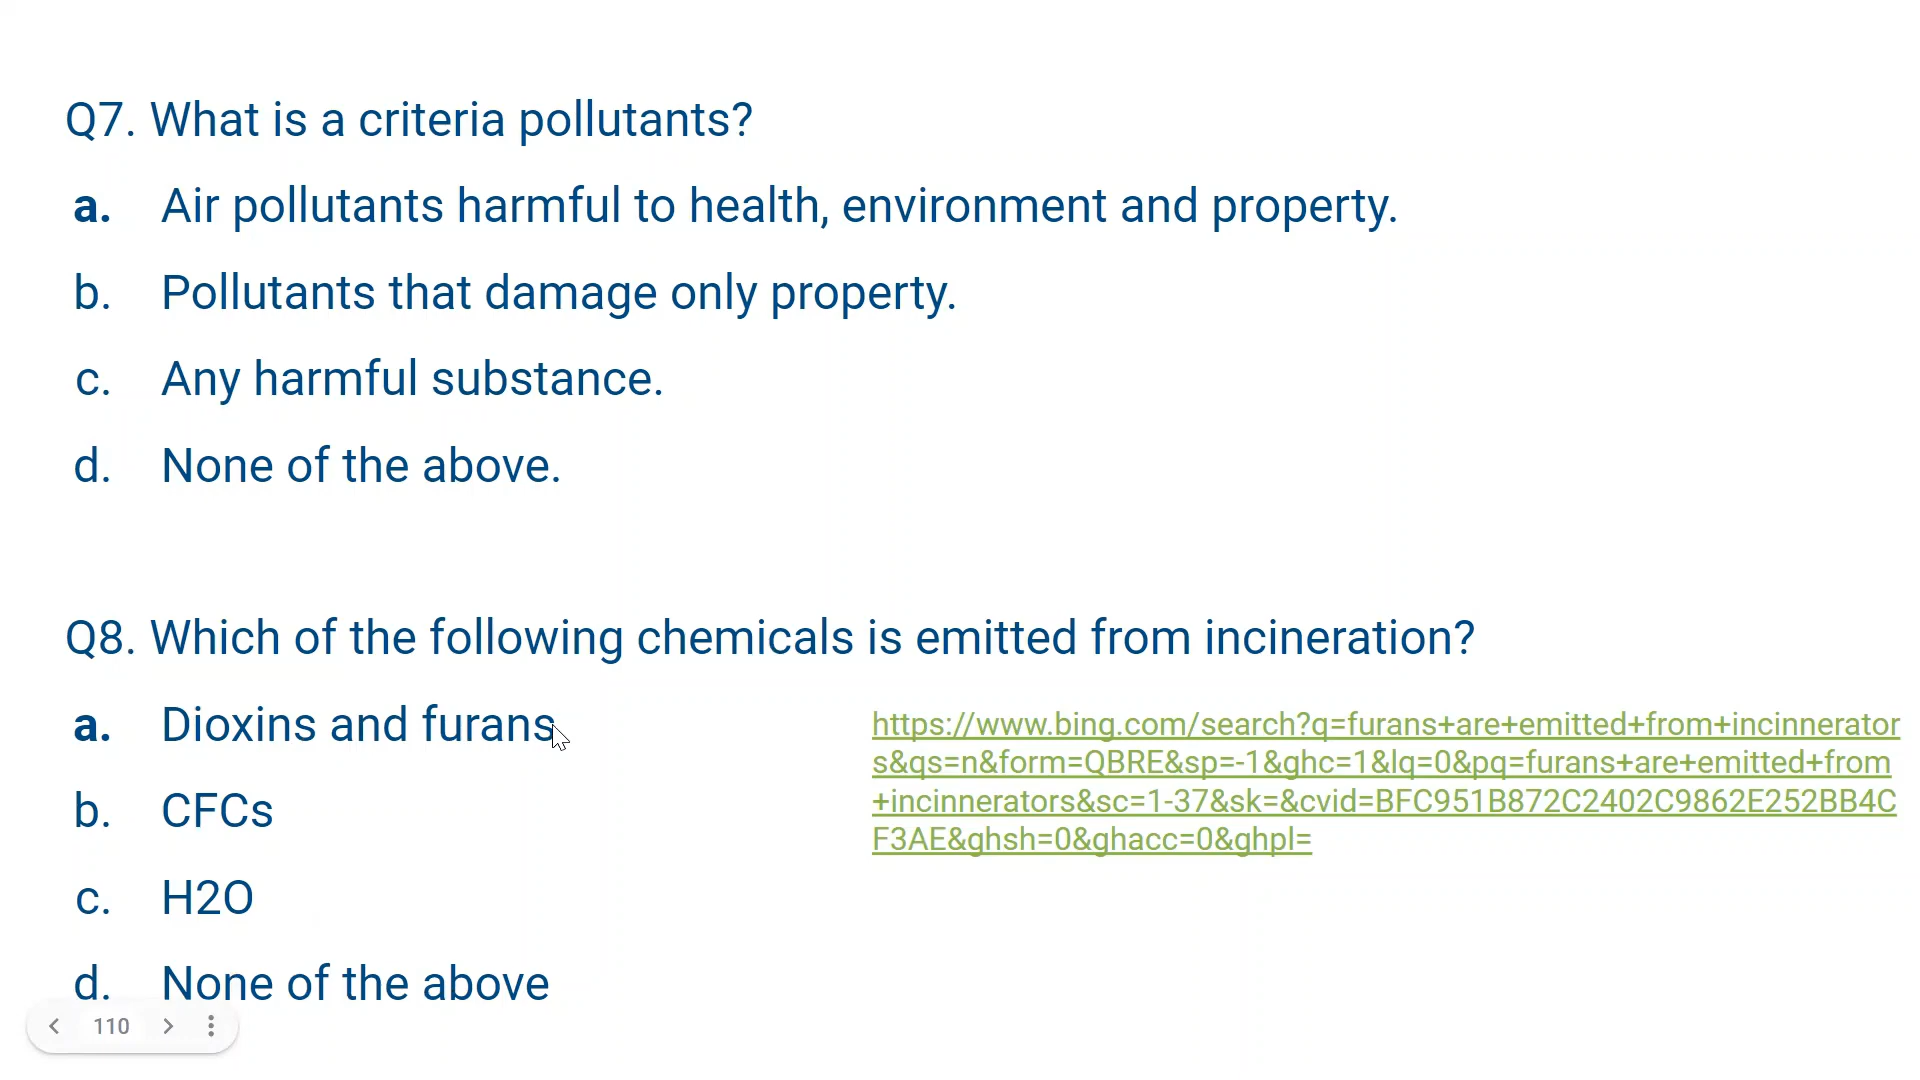 Q7. What is a criteria pollutants?
a. Air pollutants harmful to health, environment and property.
b. Pollutants that damage only property.
c. Any harmful substance.
d. None of the above.
Q8. Which of the following chemicals is emitted from incineration?
a. Dioxins and furans
b. CFCs
c. H2O
d. None of the above
https://www.bing.com/search?q=furans+are+emitted+from+incinnerator
s&qs=n&form=QBRE&sp=-1&ghc=1&lq=0&pq=furans+are+emitted+from
+incinnerators&sc=1-37&sk=&cvid=BFC951B872C2402C9862E252BB4C
F3AE&ghsh=0&ghacc=0&ghpl=
110